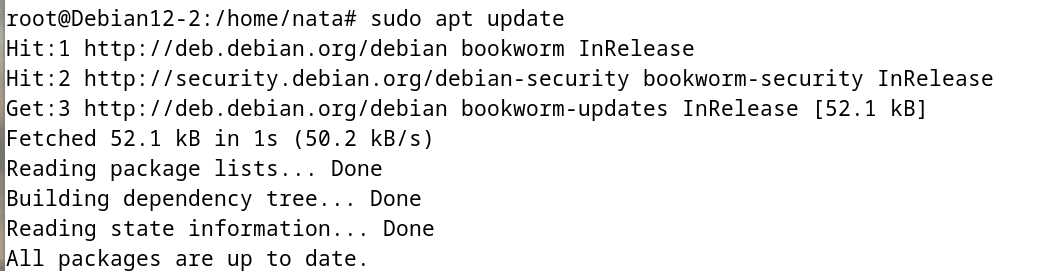 root@Debian12-2:/home/nata# sudo apt update
Hit:1 http://deb.debian.org/debian bookworm InRelease
Hit:2 http://security.debian.org/debian-security bookworm-security InRelease
Get:3 http://deb.debian.org/debian bookworm-updates InRelease [52.1 kB]
Fetched 52.1 kB in 1s (50.2 kB/s)
Reading package lists... Done
Building dependency tree... Done
Reading state information... Done
All packages are up to date.